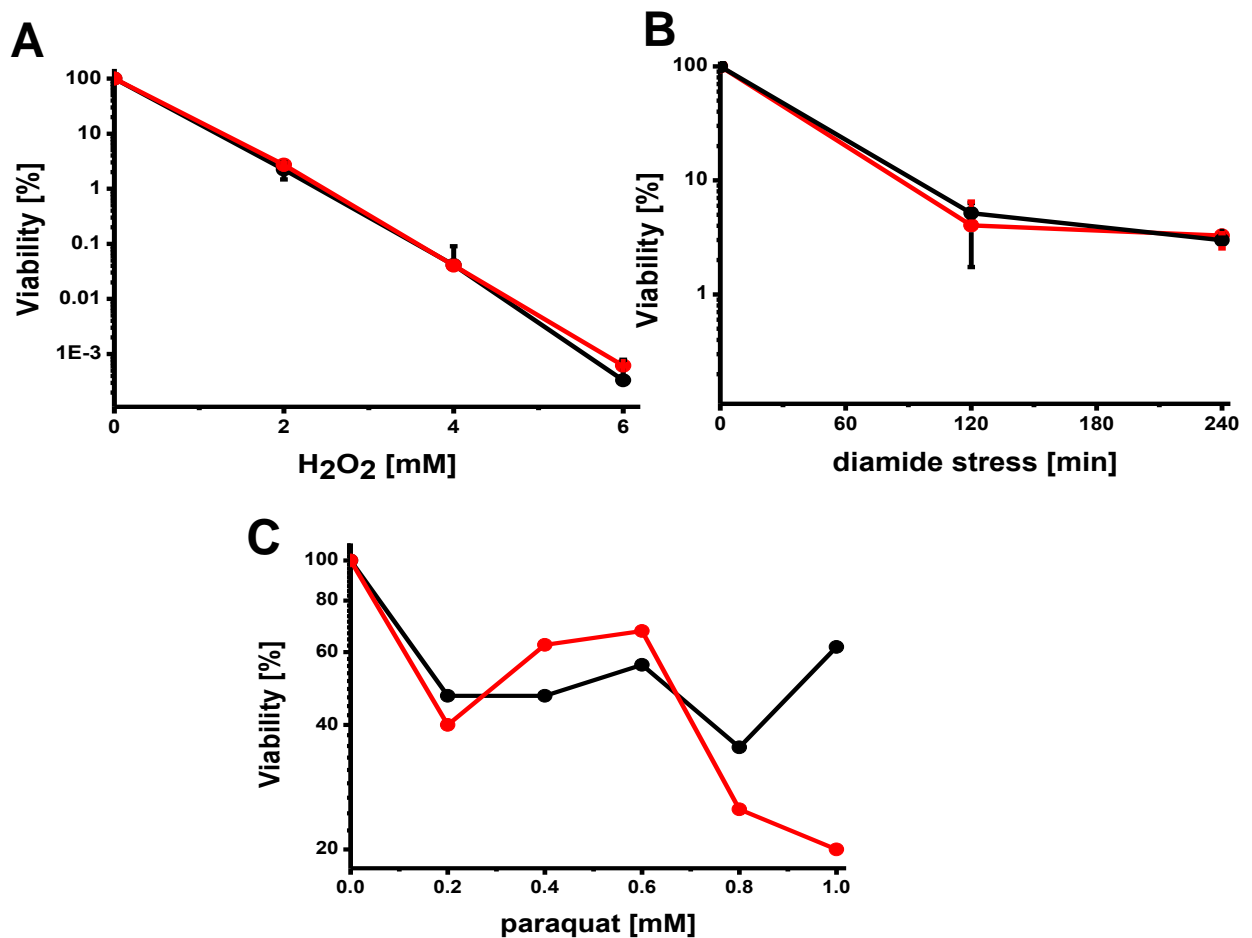 A
Viability [%]
100
10
1
0.1
0.01
1E-3
0 2 4 6
H₂O₂ [mM]
B
Viability [%]
100
10
1
0 60 120 180 240
diamide stress [min]
C
Viability [%]
100
80
60
40
20
0.0 0.2 0.4 0.6 0.8 1.0
paraquat [mM]